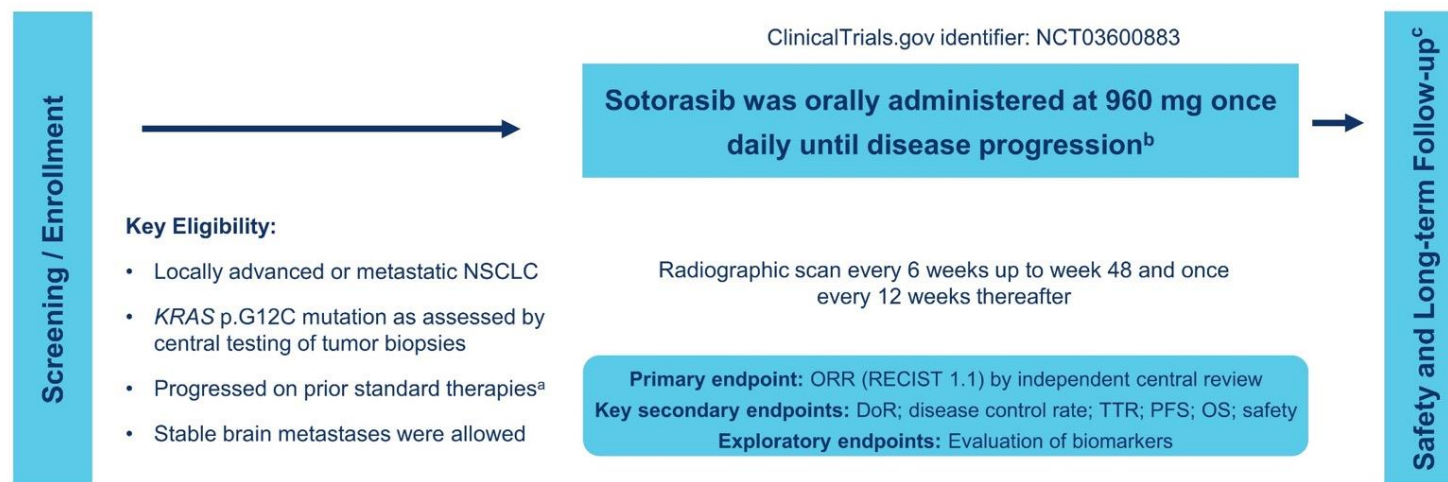 Screening / Enrollment
ClinicalTrials.gov identifier: NCT03600883
Sotorasib was orally administered at 960 mg once
daily until disease progressionᵇ
Key Eligibility:
• Locally advanced or metastatic NSCLC
• KRAS p.G12C mutation as assessed by
central testing of tumor biopsies
• Progressed on prior standard therapiesᵃ
• Stable brain metastases were allowed
Radiographic scan every 6 weeks up to week 48 and once
every 12 weeks thereafter
Primary endpoint: ORR (RECIST 1.1) by independent central review
Key secondary endpoints: DoR; disease control rate; TTR; PFS; OS; safety
Exploratory endpoints: Evaluation of biomarkers
Safety and Long-term Follow-upᶜ